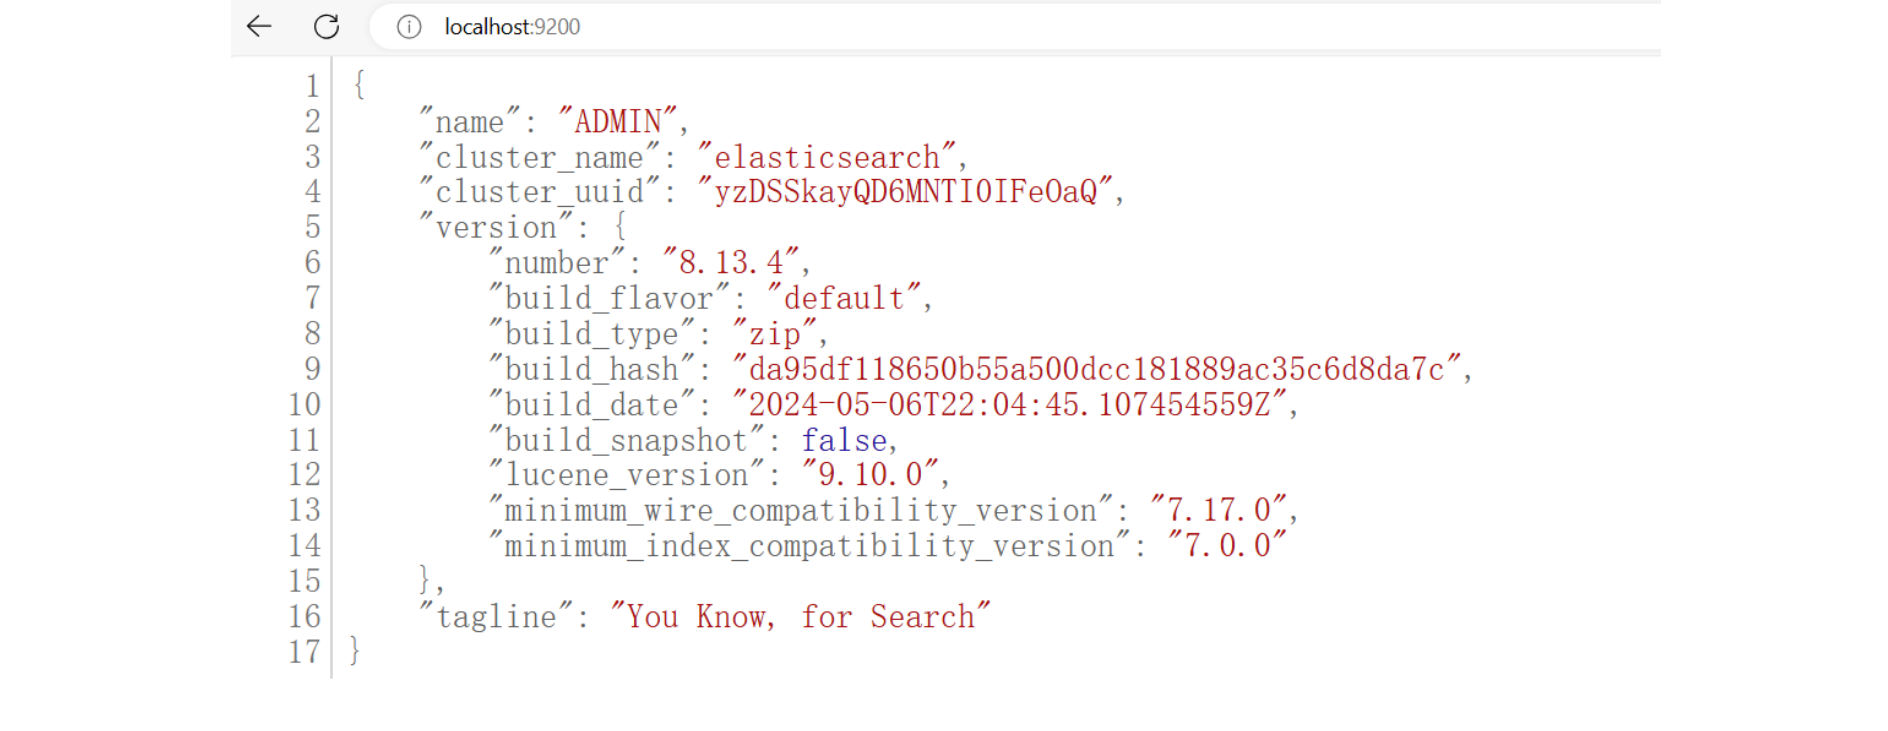 localhost:9200
1 {
2 "name": "ADMIN",
3 "cluster_name": "elasticsearch",
4 "cluster_uuid": "yzDSSkayQD6MNTI0IFeOaQ",
5 "version": {
6 "number": "8.13.4",
7 "build_flavor": "default",
8 "build_type": "zip",
9 "build_hash": "da95df118650b55a500dcc181889ac35c6d8da7c",
10 "build_date": "2024-05-06T22:04:45.107454559Z",
11 "build_snapshot": false,
12 "lucene_version": "9.10.0",
13 "minimum_wire_compatibility_version": "7.17.0",
14 "minimum_index_compatibility_version": "7.0.0"
15 },
16 "tagline": "You Know, for Search"
17 }